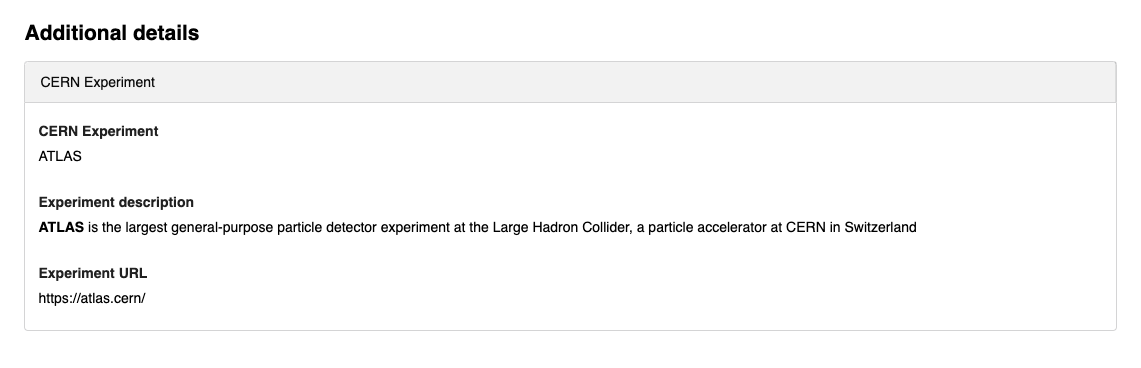 Additional details
CERN Experiment
CERN Experiment
ATLAS
Experiment description
ATLAS is the largest general-purpose particle detector experiment at the Large Hadron Collider, a particle accelerator at CERN in Switzerland
Experiment URL
https://atlas.cern/